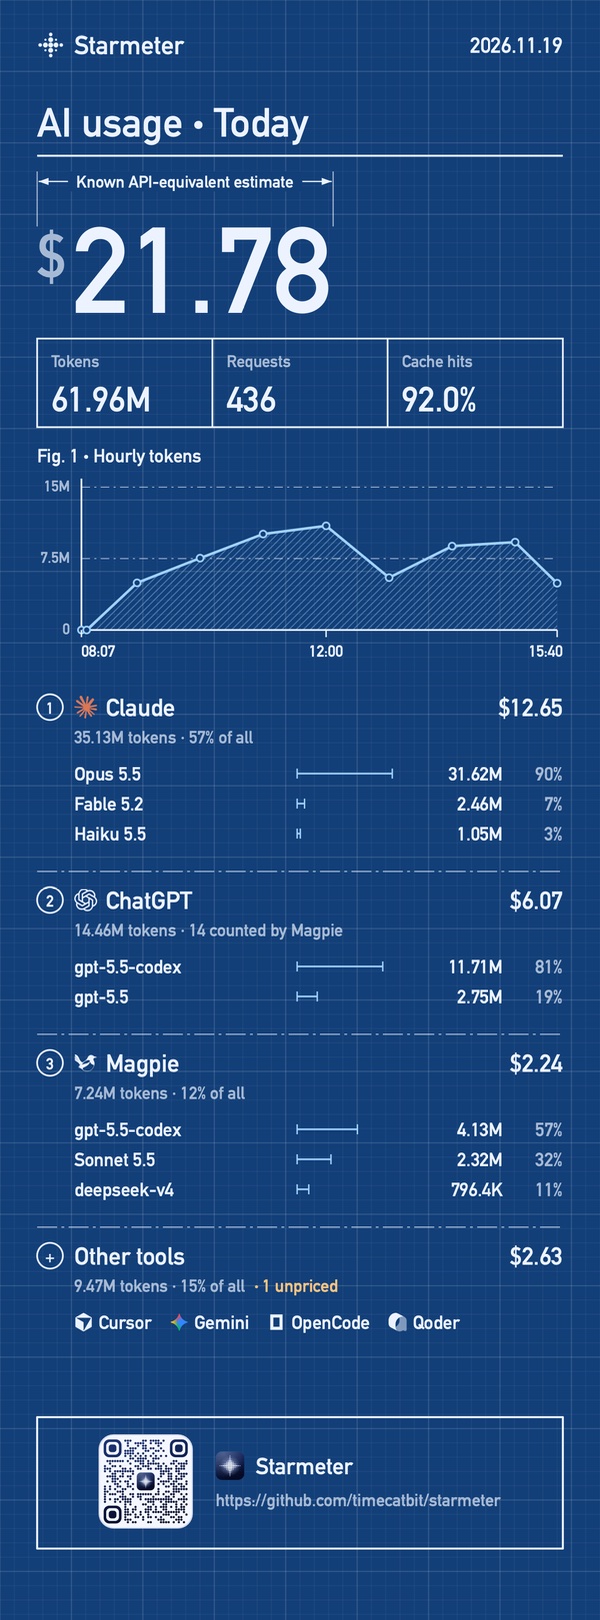 Starmeter 2026.11.19
AI usage · Today
Known API-equivalent estimate
$21.78
Tokens Requests Cache hits
61.96M 436 92.0%
Fig. 1 · Hourly tokens
15M
7.5M
0
08:07 12:00 15:40
1 Claude $12.65
35.13M tokens · 57% of all
Opus 5.5 31.62M 90%
Fable 5.2 2.46M 7%
Haiku 5.5 1.05M 3%
2 ChatGPT $6.07
14.46M tokens · 14 counted by Magpie
gpt-5.5-codex 11.71M 81%
gpt-5.5 2.75M 19%
3 Magpie $2.24
7.24M tokens · 12% of all
gpt-5.5-codex 4.13M 57%
Sonnet 5.5 2.32M 32%
deepseek-v4 796.4K 11%
+ Other tools $2.63
9.47M tokens · 15% of all · 1 unpriced
Cursor Gemini OpenCode Qoder
Starmeter
https://github.com/timecatbit/starmeter